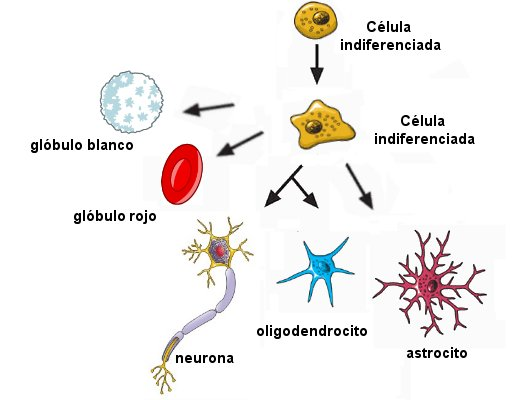 Célula
indiferenciada
Célula
indiferenciada
glóbulo blanco
glóbulo rojo
neurona
oligodendrocito
astrocito